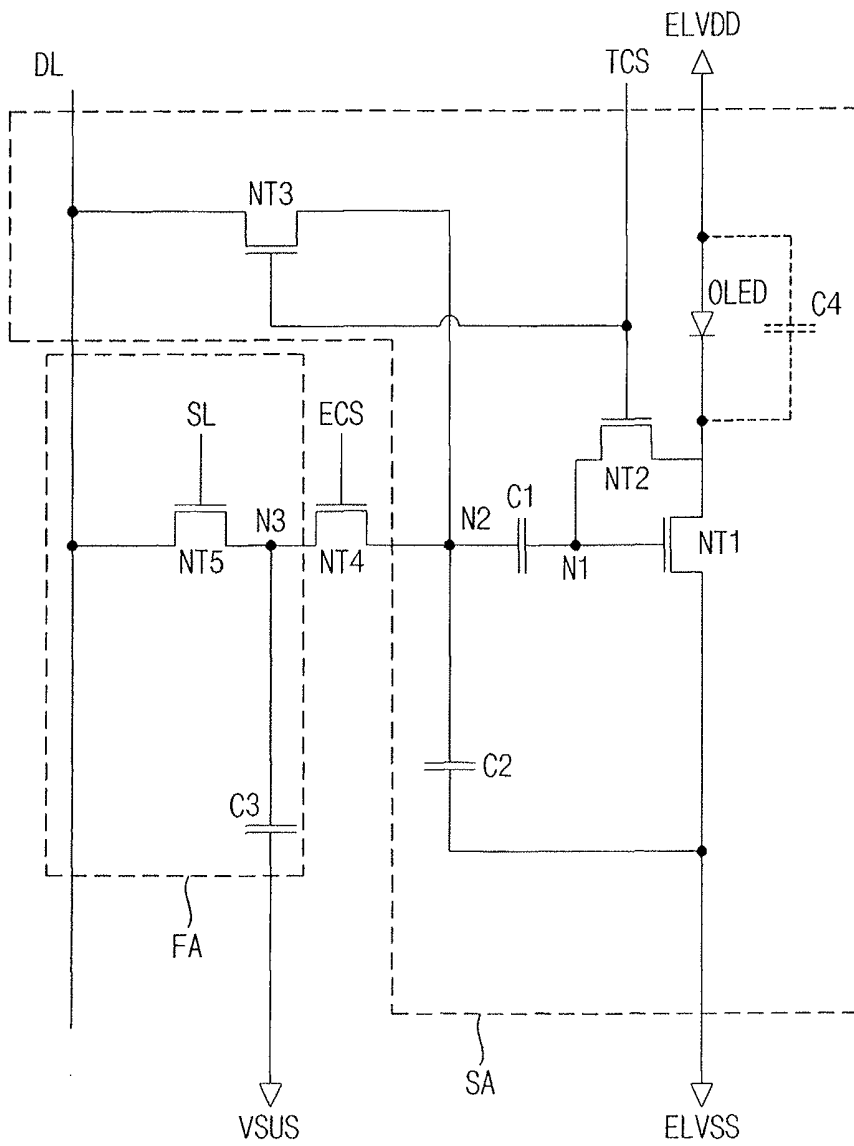 ELVDD
DL
TCS
NT3
OLED
C4
SL
ECS
NT2
C1
N3
N2
NT1
NT5
NT4
N1
C2
C3
FA
SA
VSUS
ELVSS